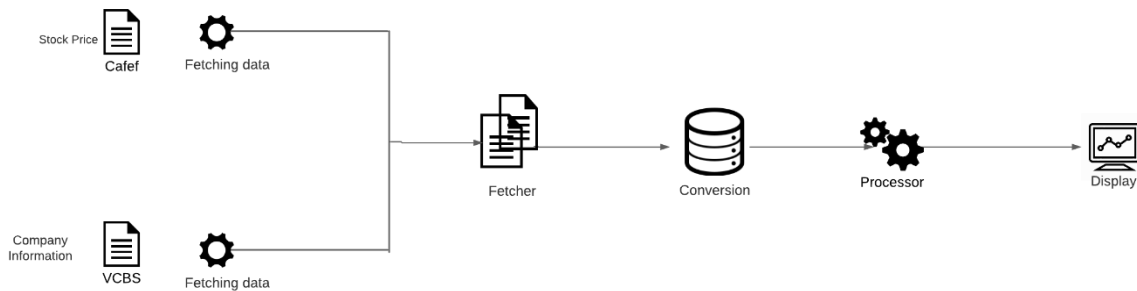 Stock Price
Cafef
Fetching data
Fetcher
Conversion
Processor
Display
Company
Information
VCBS
Fetching data